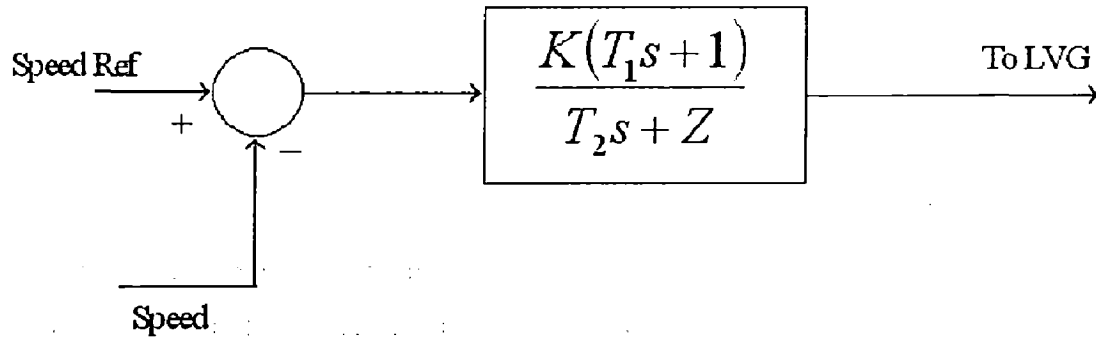 Speed Ref
+
−
K(T₁s+1)
T₂s+Z
To LVG
Speed